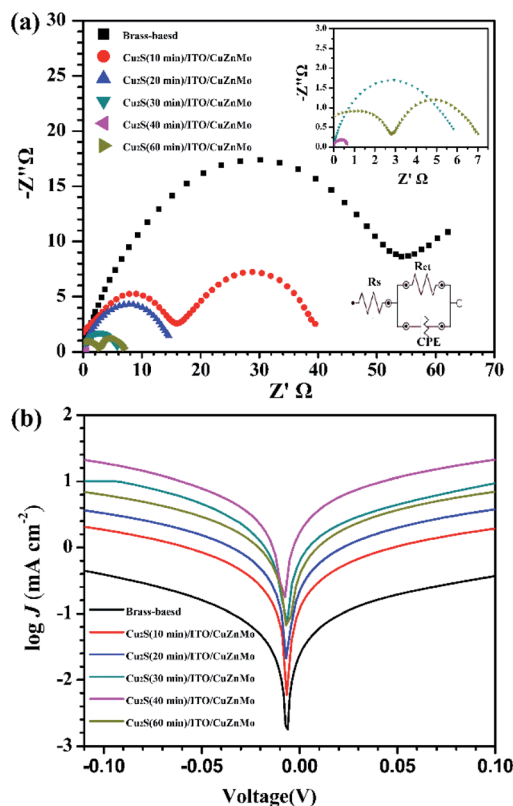 (a)
30
25
20
15
10
5
0
-Z"Ω
Brass-baesd
Cu₂S(10 min)/ITO/CuZnMo
Cu₂S(20 min)/ITO/CuZnMo
Cu₂S(30 min)/ITO/CuZnMo
Cu₂S(40 min)/ITO/CuZnMo
Cu₂S(60 min)/ITO/CuZnMo
3.0
2.5
2.0
1.5
1.0
0.5
0.0
-Z"Ω
0 1 2 3 4 5 6 7 8
Z' Ω
Rs
Rct
CPE
0 10 20 30 40 50 60 70
Z' Ω
(b)
2
1
0
-1
-2
-3
log J (mA cm⁻²)
Brass-baesd
Cu₂S(10 min)/ITO/CuZnMo
Cu₂S(20 min)/ITO/CuZnMo
Cu₂S(30 min)/ITO/CuZnMo
Cu₂S(40 min)/ITO/CuZnMo
Cu₂S(60 min)/ITO/CuZnMo
-0.10 -0.05 0.00 0.05 0.10
Voltage(V)